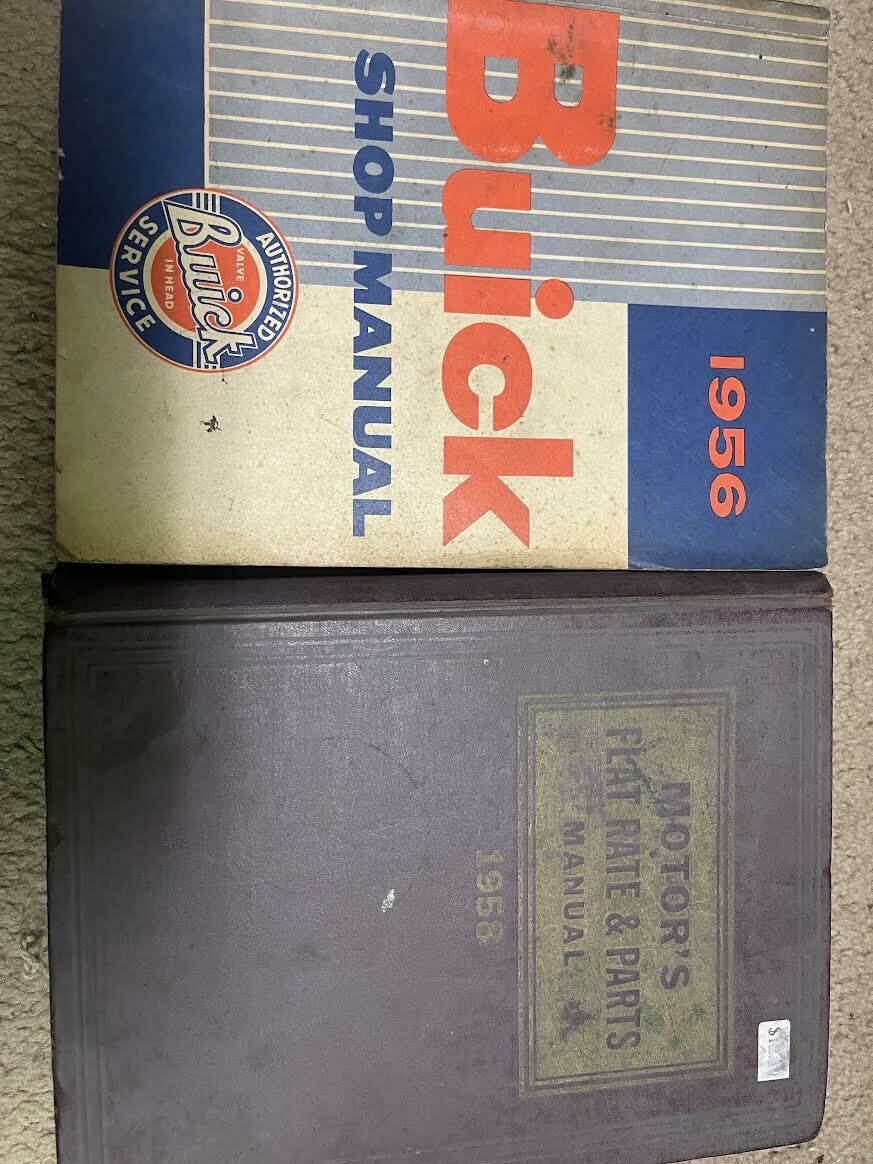 1956
Buick
SHOP MANUAL
AUTHORIZED
VALVE
Buick
IN HEAD
SERVICE
MOTOR'S
FLAT RATE & PARTS
MANUAL
1958